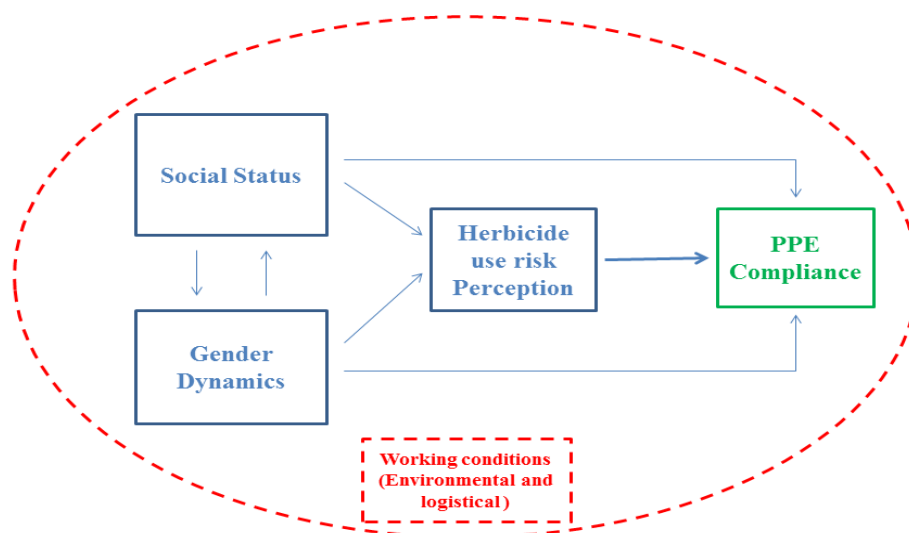 Social Status
Herbicide
use risk
Perception
PPE
Compliance
Gender
Dynamics
Working conditions
(Environmental and
logistical )